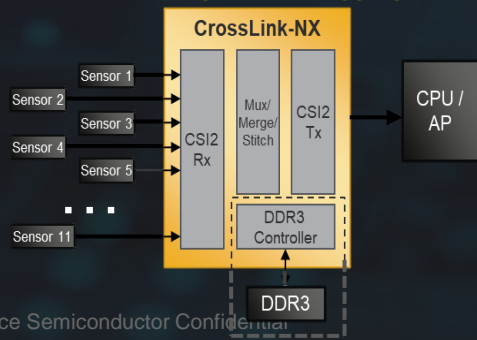 CrossLink-NX
Sensor 1
Sensor 2
Sensor 3
Sensor 4
Sensor 5
. . .
Sensor 11
CSI2
Rx
Mux/
Merge/
Stitch
CSI2
Tx
DDR3
Controller
DDR3
CPU /
AP
Semiconductor Confidential